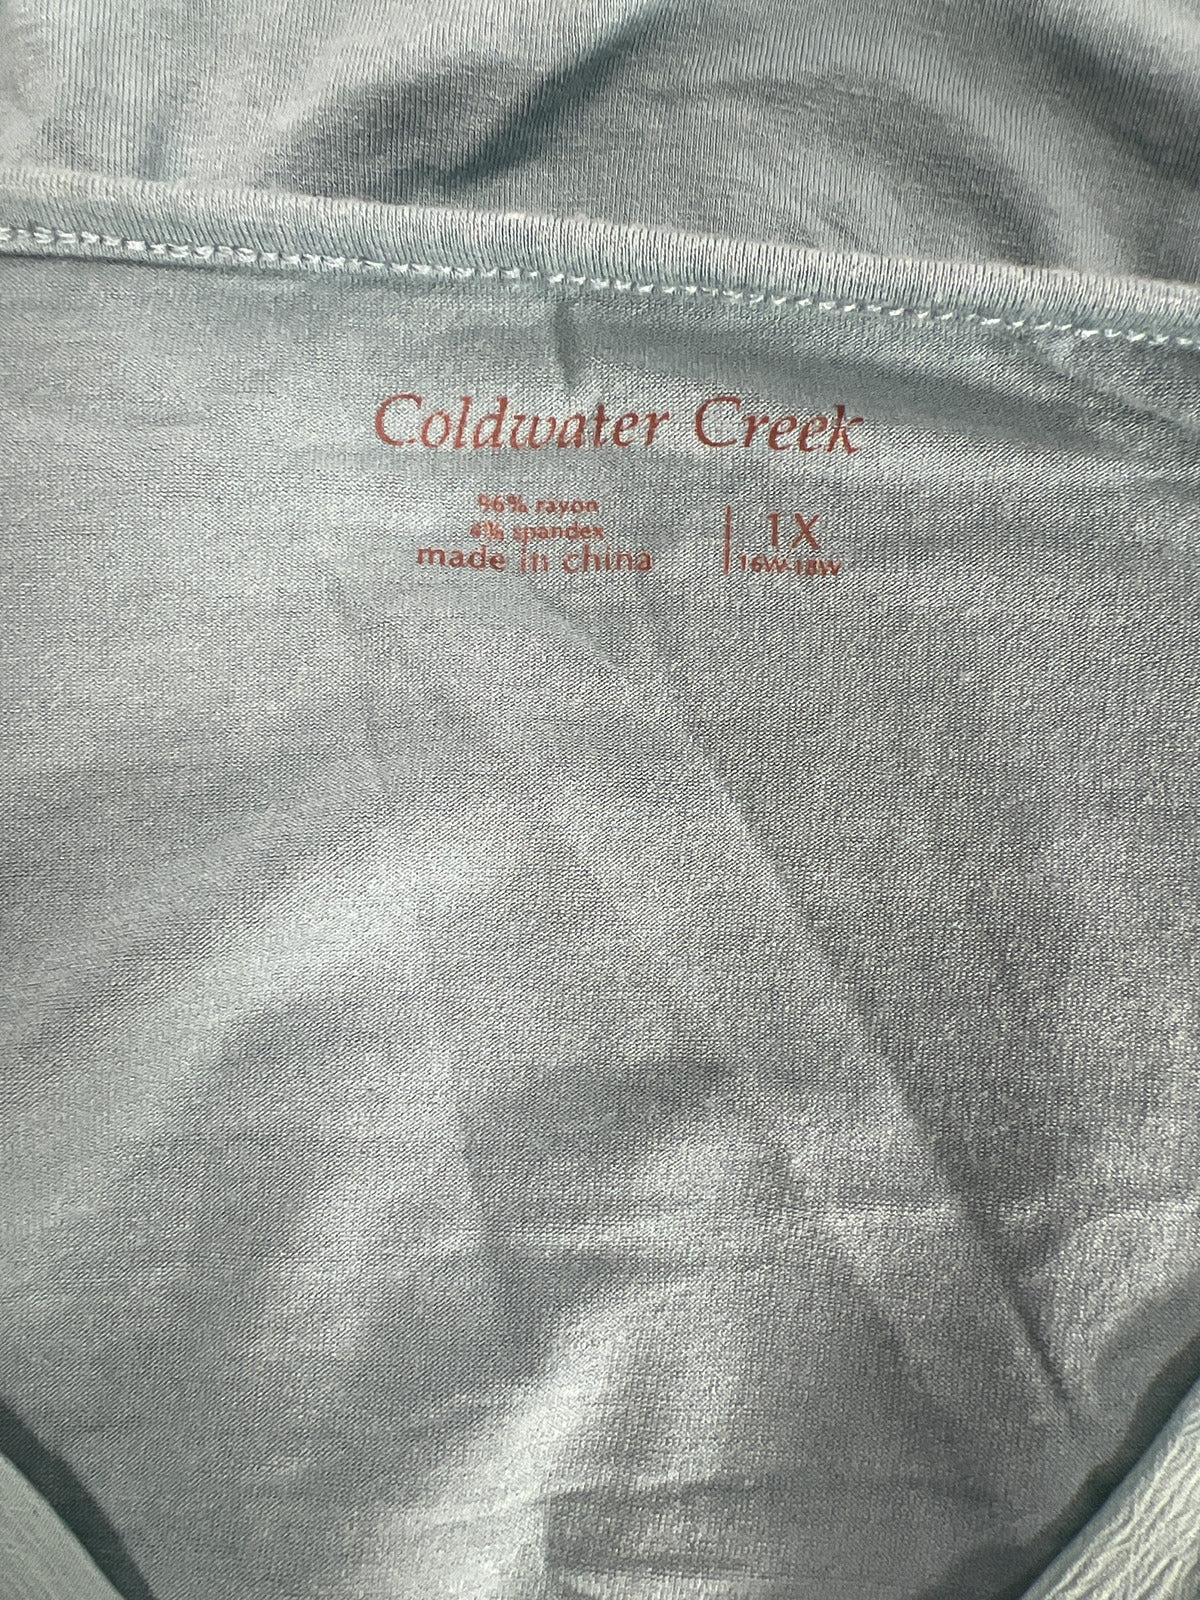 Coldwater Creek
96% rayon
4% spandex
made in china
1X
16W-18W